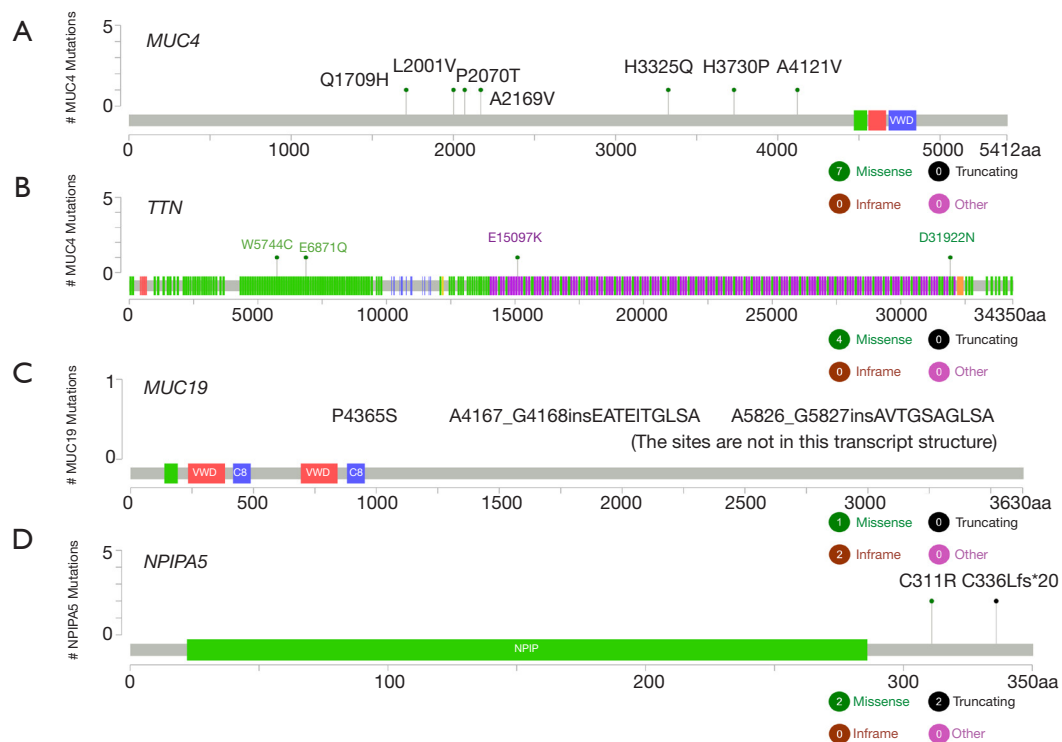 A
# MUC4 Mutations
5
0
MUC4
Q1709H
L2001V
P2070T
A2169V
H3325Q
H3730P
A4121V
VWD
0 1000 2000 3000 4000 5000 5412aa
7 Missense 0 Truncating
0 Inframe 0 Other
B
# MUC4 Mutations
5
0
TTN
W5744C
E6871Q
E15097K
D31922N
0 5000 10000 15000 20000 25000 30000 34350aa
4 Missense 0 Truncating
0 Inframe 0 Other
C
# MUC19 Mutations
1
0
MUC19
P4365S A4167_G4168insEATEITGLSA A5826_G5827insAVTGSAGLSA
(The sites are not in this transcript structure)
VWD C8 VWD C8
0 500 1000 1500 2000 2500 3000 3630aa
1 Missense 0 Truncating
2 Inframe 0 Other
D
# NPIPA5 Mutations
5
0
NPIPA5
C311R C336Lfs*20
NPIP
0 100 200 300 350aa
2 Missense 2 Truncating
0 Inframe 0 Other